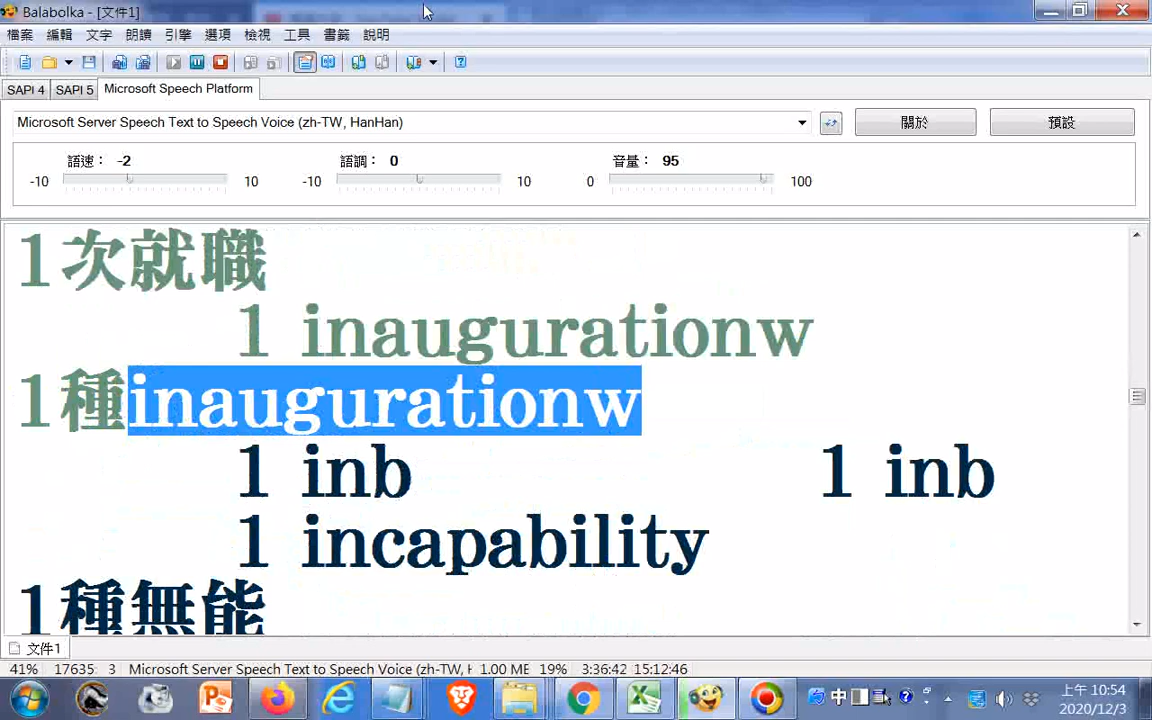 Balabolka - [文件1]
檔案 編輯 文字 朗讀 引擎 選項 檢視 工具 書籤 說明
SAPI 4 SAPI 5 Microsoft Speech Platform
Microsoft Server Speech Text to Speech Voice (zh-TW, HanHan) 關於 預設
語速： -2 語調： 0 音量： 95
-10 10 -10 10 0 100
1次就職
1 inaugurationw
1種inaugurationw
1 inb 1 inb
1 incapability
1種無能
文件1
41% 17635: 3 Microsoft Server Speech Text to Speech Voice (zh-TW, 1.00 ME 19% 3:36:42 15:12:46
中 上午 10:54
2020/12/3